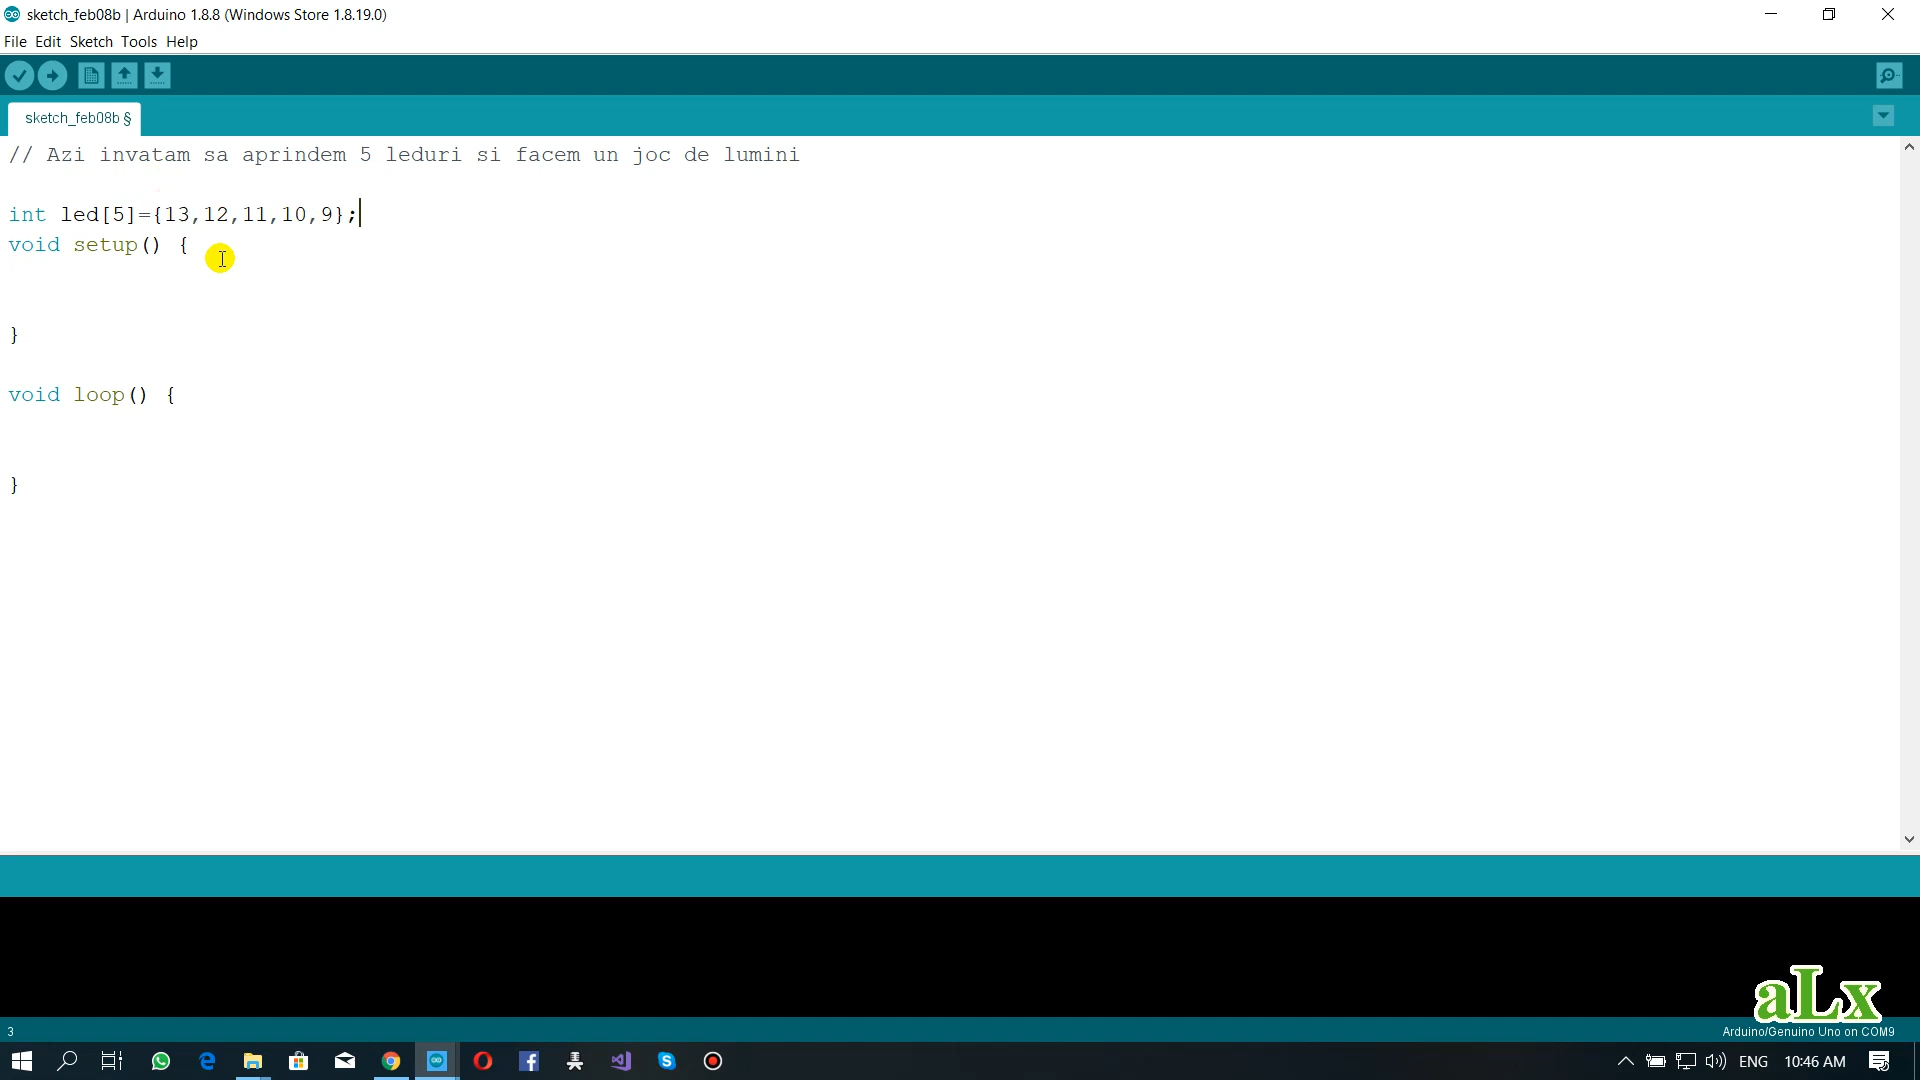 sketch_feb08b | Arduino 1.8.8 (Windows Store 1.8.19.0)
File Edit Sketch Tools Help
sketch_feb08b §
// Azi invatam sa aprindem 5 leduri si facem un joc de lumini
int led[5]={13,12,11,10,9};
void setup() {
}
void loop() {
}
aLx
3
Arduino/Genuino Uno on COM9
ENG 10:46 AM